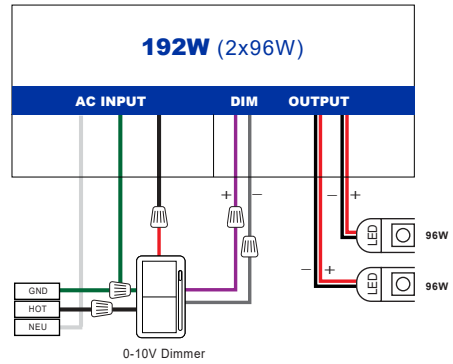 192W (2x96W)
AC INPUT DIM OUTPUT
+ − − +
LED 96W
− +
LED 96W
GND
HOT
NEU
0-10V Dimmer